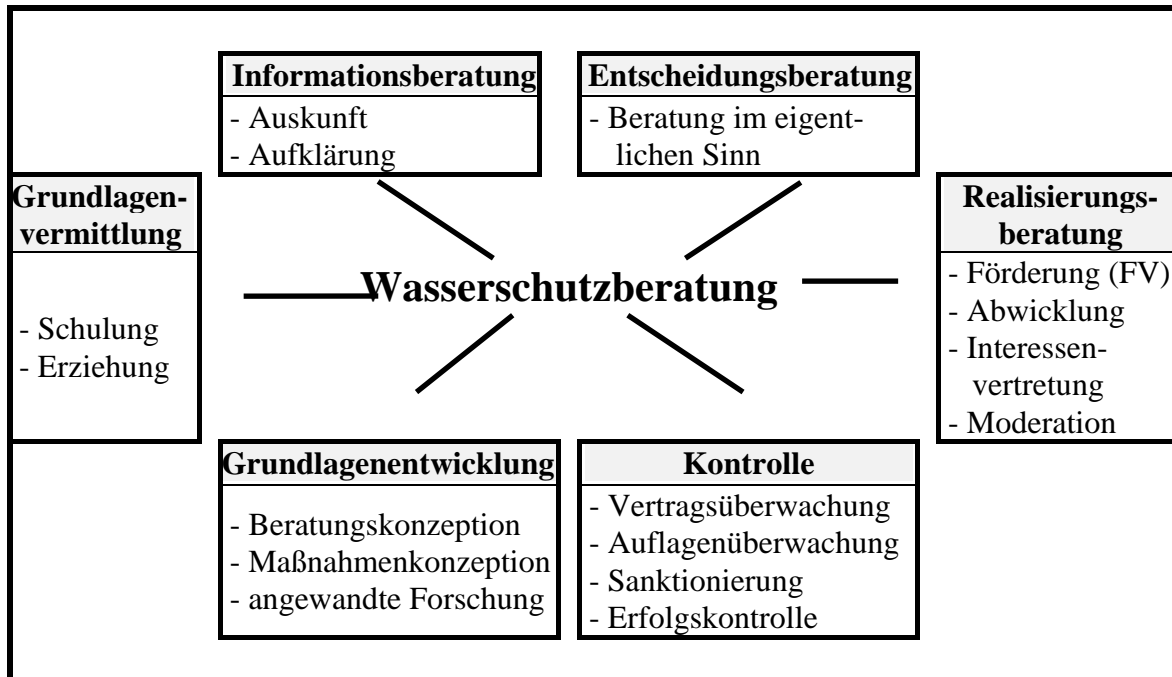 Informationsberatung
- Auskunft
- Aufklärung
Entscheidungsberatung
- Beratung im eigent-
lichen Sinn
Grundlagen-
vermittlung
- Schulung
- Erziehung
Wasserschutzberatung
Realisierungs-
beratung
- Förderung (FV)
- Abwicklung
- Interessen-
vertretung
- Moderation
Grundlagenentwicklung
- Beratungskonzeption
- Maßnahmenkonzeption
- angewandte Forschung
Kontrolle
- Vertragsüberwachung
- Auflagenüberwachung
- Sanktionierung
- Erfolgskontrolle